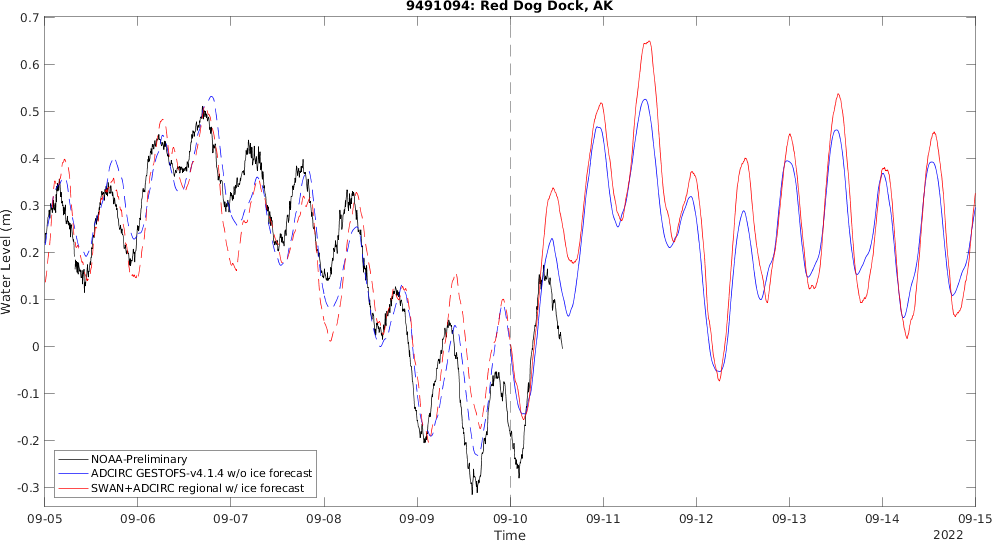 9491094: Red Dog Dock, AK
0.7
0.6
0.5
0.4
0.3
0.2
0.1
0
-0.1
-0.2
-0.3
Water Level (m)
NOAA-Preliminary
ADCIRC GESTOFS-v4.1.4 w/o ice forecast
SWAN+ADCIRC regional w/ ice forecast
09-05 09-06 09-07 09-08 09-09 09-10 09-11 09-12 09-13 09-14 09-15
Time
2022